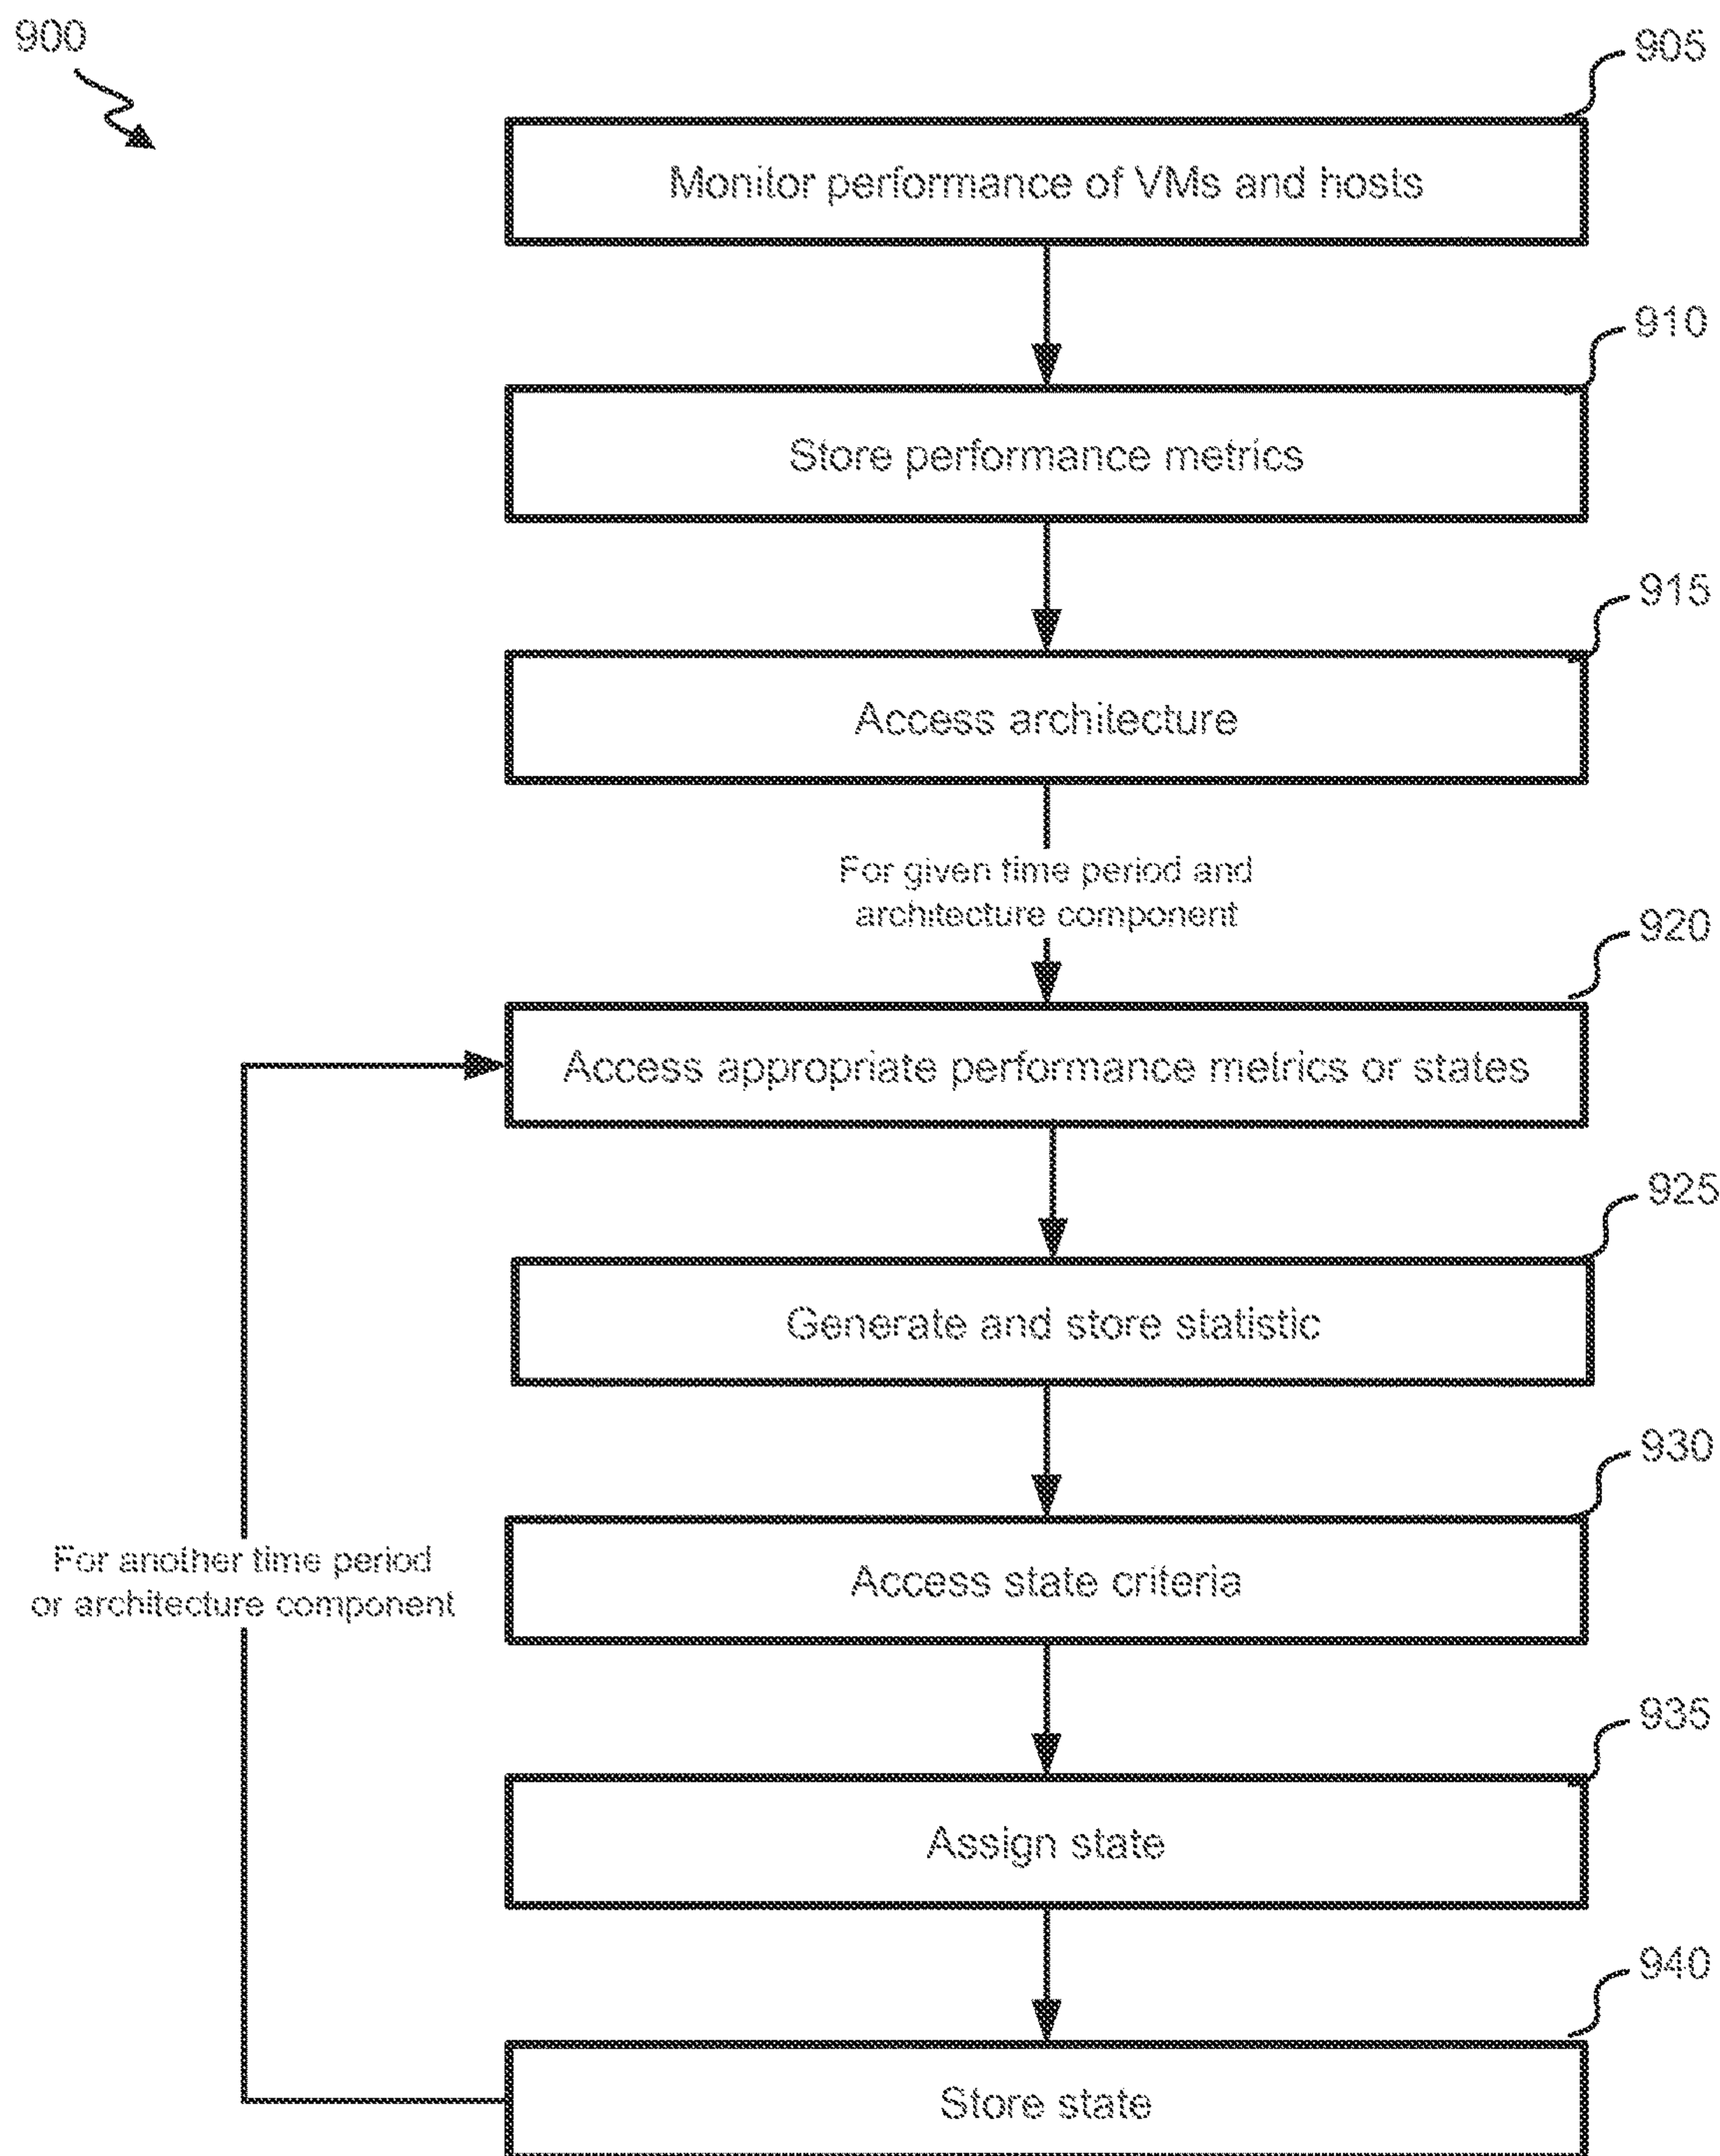 900
905
Monitor performance of VMs and hosts
910
Store performance metrics
915
Access architecture
For given time period and
architecture component
920
Access appropriate performance metrics or states
925
Generate and store statistic
930
Access state criteria
For another time period
or architecture component
935
Assign state
940
Store state